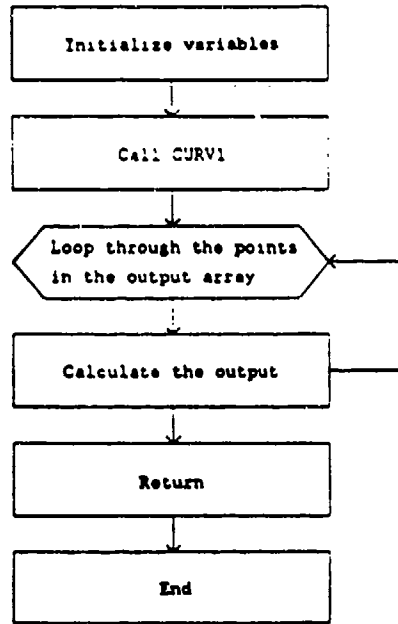 Initialize variables
Call CURV1
Loop through the points
in the output array
Calculate the output
Return
End